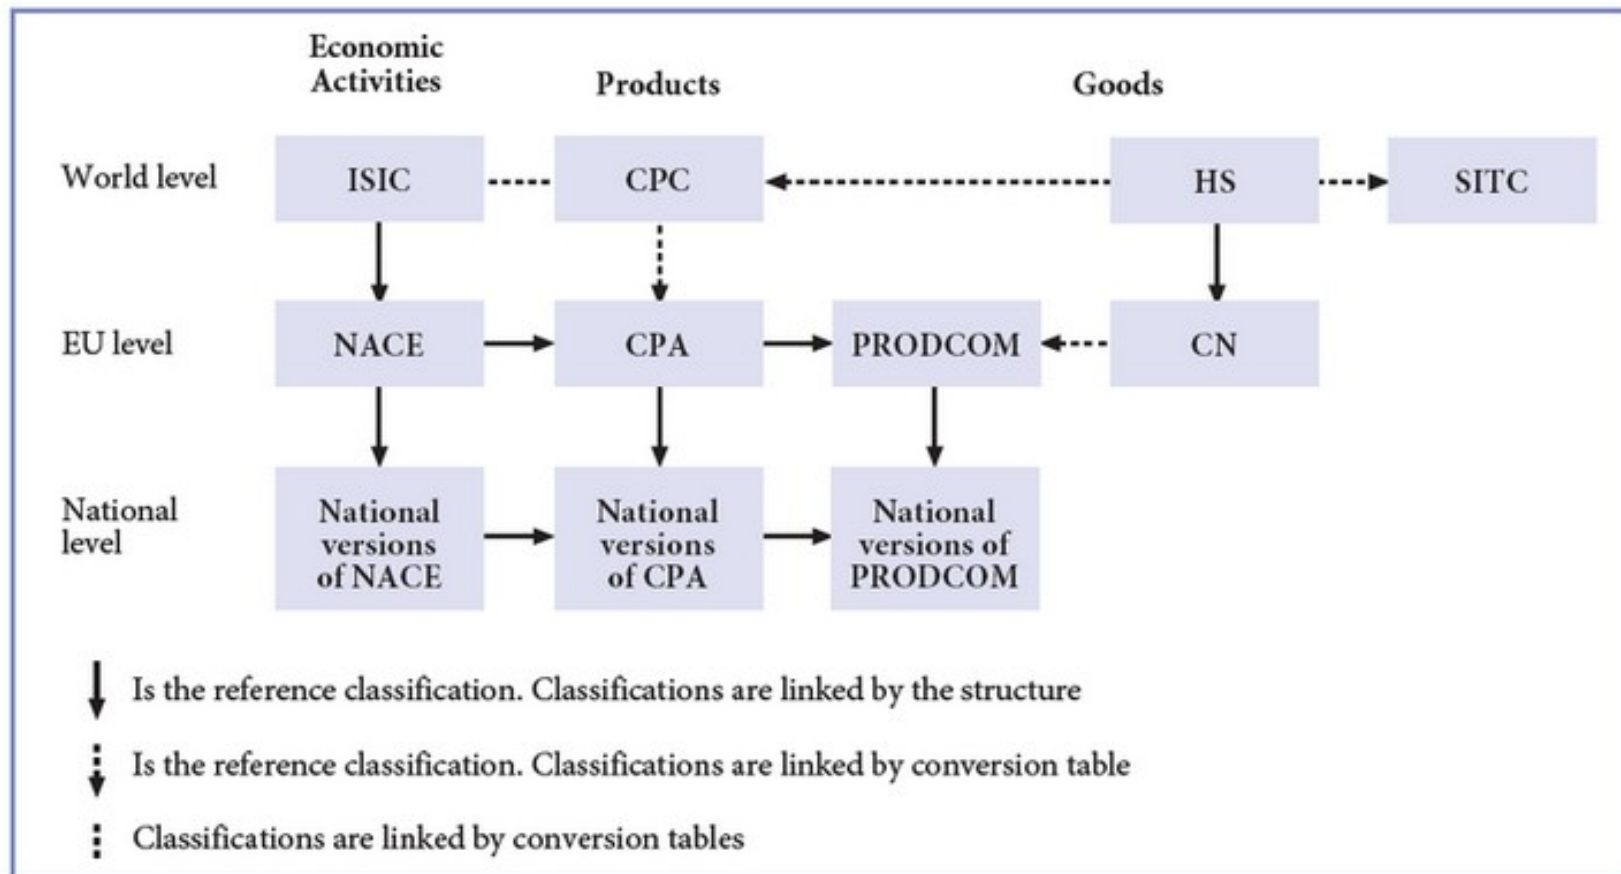 Economic
Activities
Products
Goods
World level
ISIC
CPC
HS
SITC
EU level
NACE
CPA
PRODCOM
CN
National
level
National
versions
of NACE
National
versions
of CPA
National
versions of
PRODCOM
Is the reference classification. Classifications are linked by the structure
Is the reference classification. Classifications are linked by conversion table
Classifications are linked by conversion tables